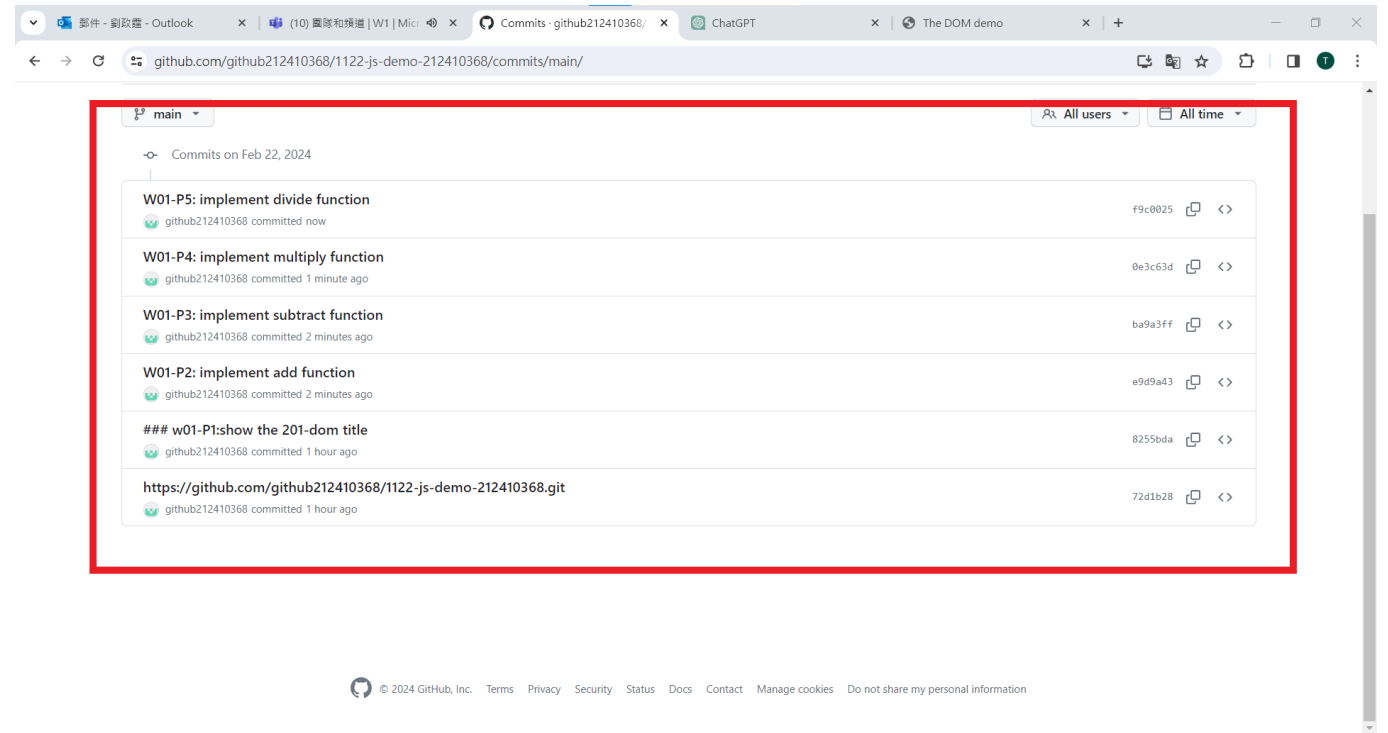 郵件 - 劉政霆 - Outlook
(10) 團隊和頻道 | W1 | Micr
Commits · github212410368/
ChatGPT
The DOM demo
github.com/github212410368/1122-js-demo-212410368/commits/main/
T
main
All users
All time
Commits on Feb 22, 2024
W01-P5: implement divide function
f9c0025
github212410368 committed now
W01-P4: implement multiply function
0e3c63d
github212410368 committed 1 minute ago
W01-P3: implement subtract function
ba9a3ff
github212410368 committed 2 minutes ago
W01-P2: implement add function
e9d9a43
github212410368 committed 2 minutes ago
### w01-P1:show the 201-dom title
8255bda
github212410368 committed 1 hour ago
https://github.com/github212410368/1122-js-demo-212410368.git
72d1b28
github212410368 committed 1 hour ago
© 2024 GitHub, Inc. Terms Privacy Security Status Docs Contact Manage cookies Do not share my personal information